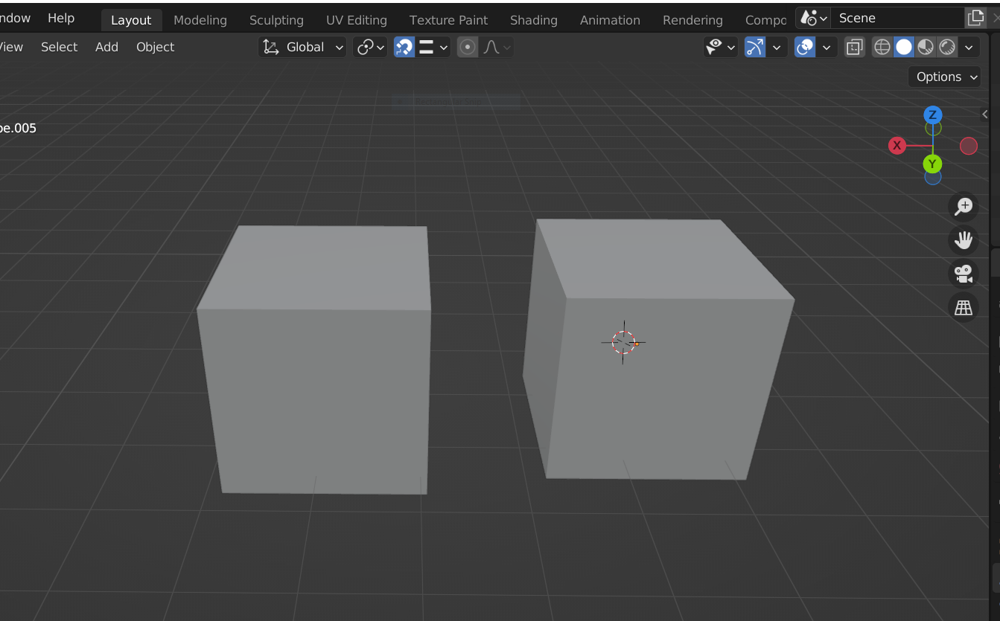 ndow Help Layout Modeling Sculpting UV Editing Texture Paint Shading Animation Rendering Compo Scene
View Select Add Object Global
Options
be.005
Z
X
Y